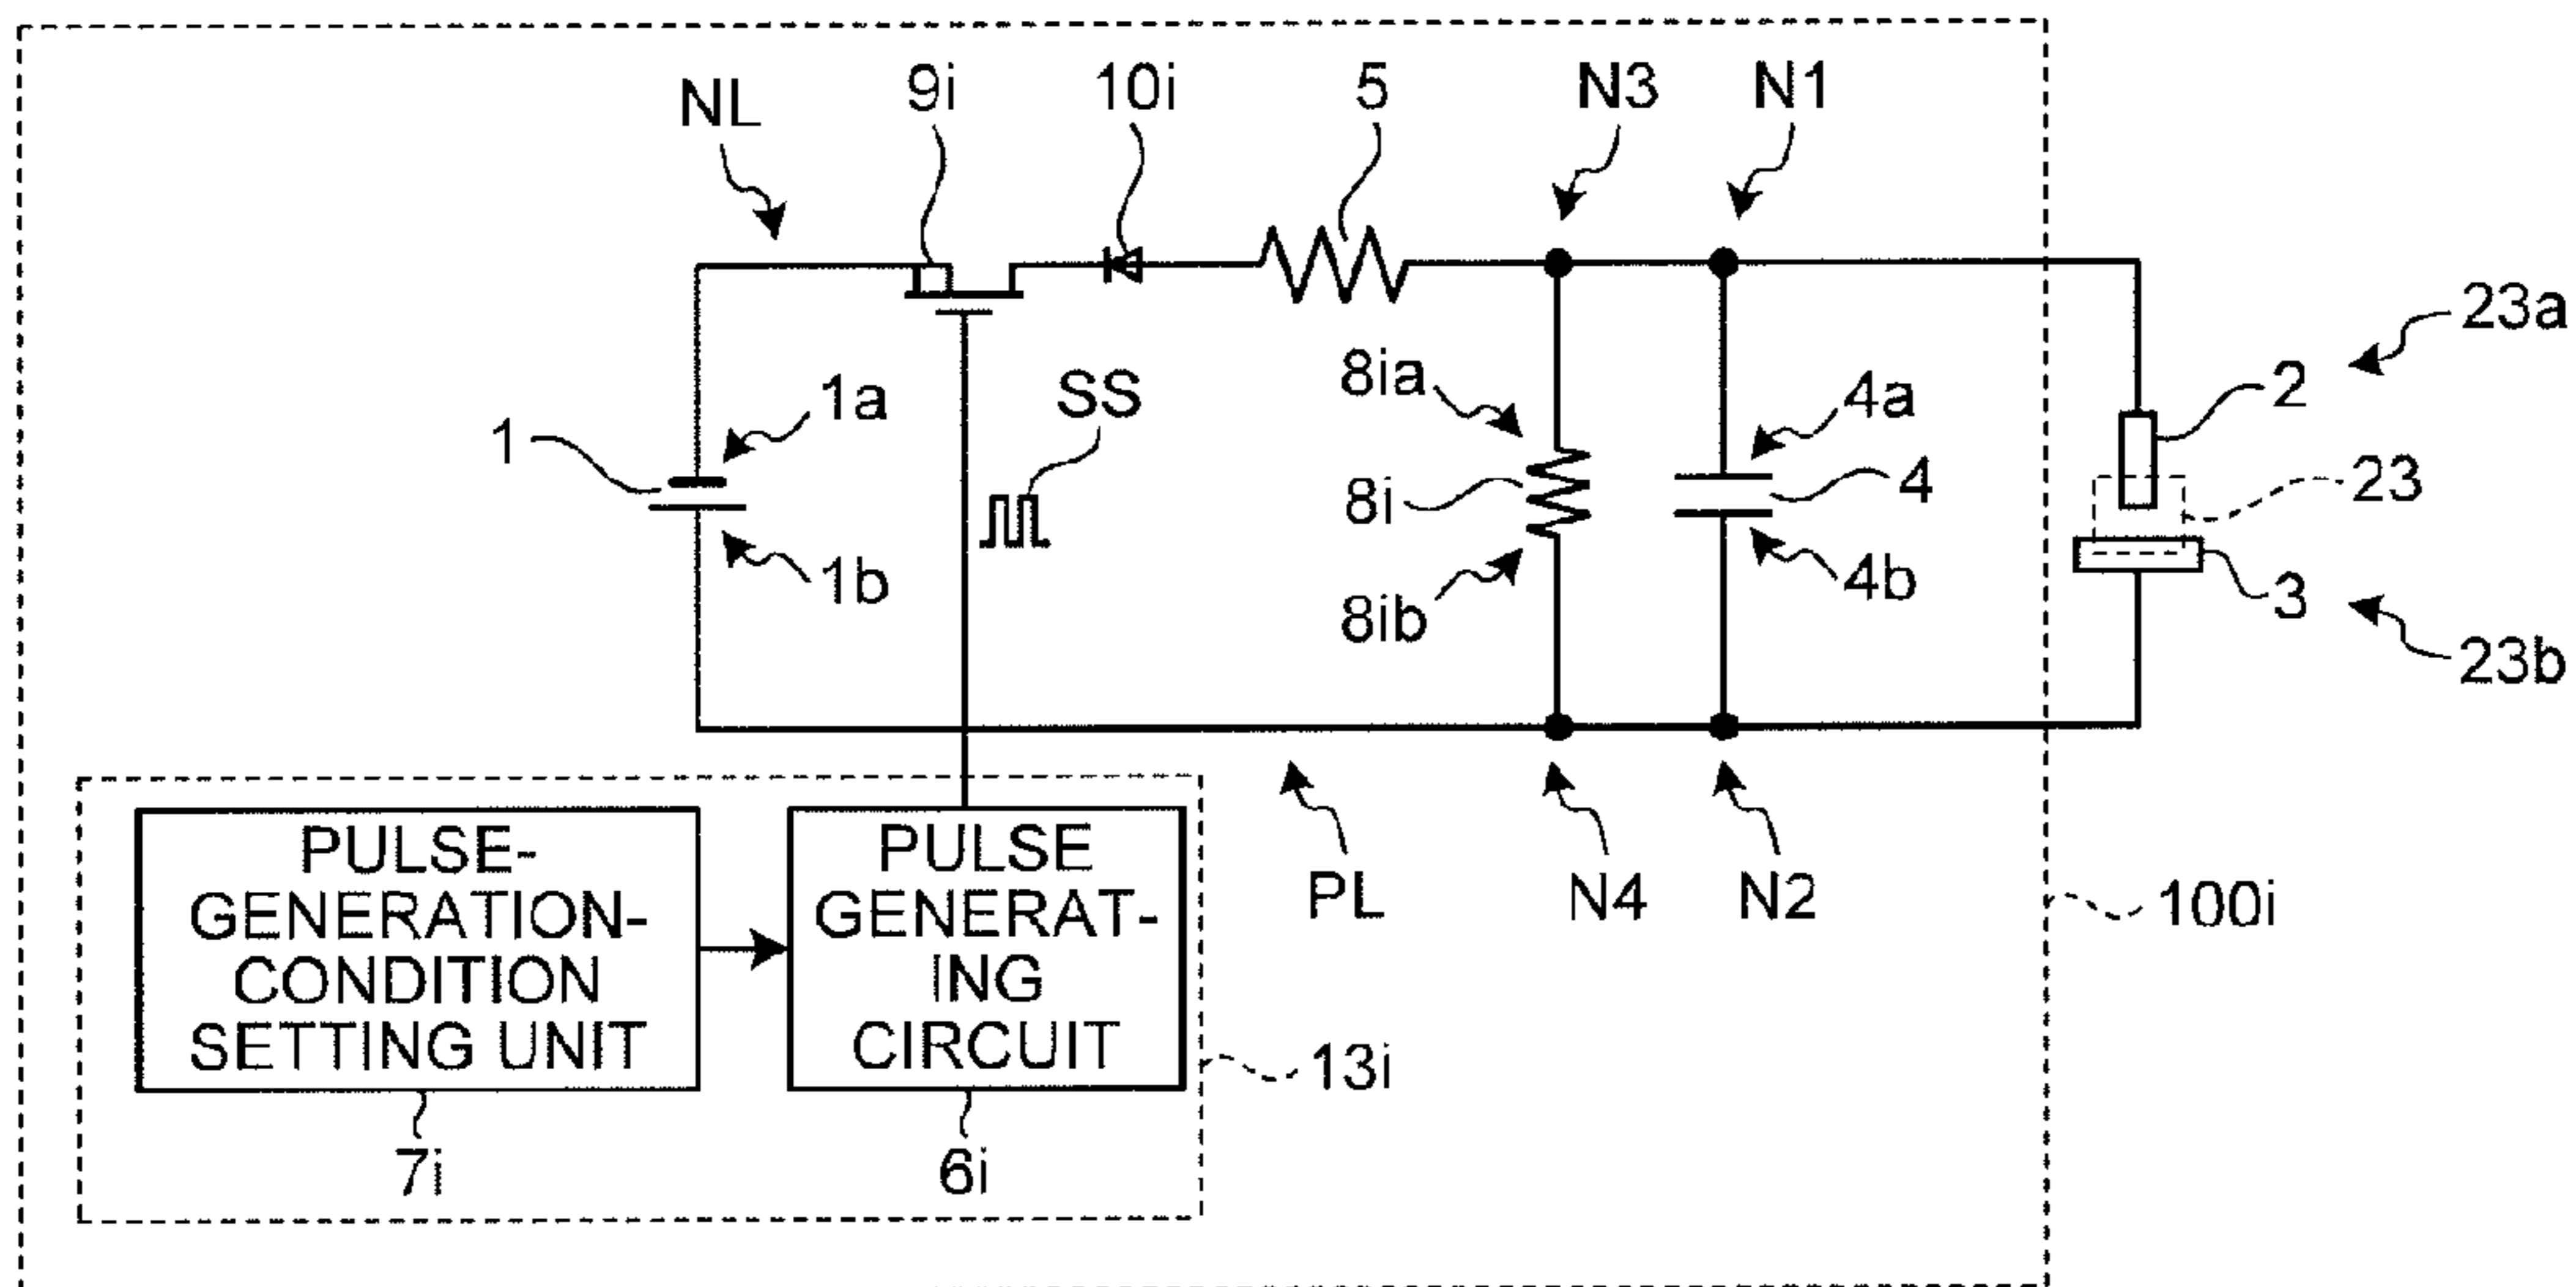 NL
9i
10i
5
N3
N1
23a
8ia
4a
2
1a
SS
1
8i
4
23
1b
8ib
4b
3
23b
PULSE-
GENERATION-
CONDITION
SETTING UNIT
PULSE
GENERAT-
ING
CIRCUIT
PL
N4
N2
100i
13i
7i
6i